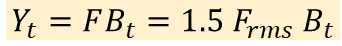 Y_t = FB_t = 1.5 F_rms B_t